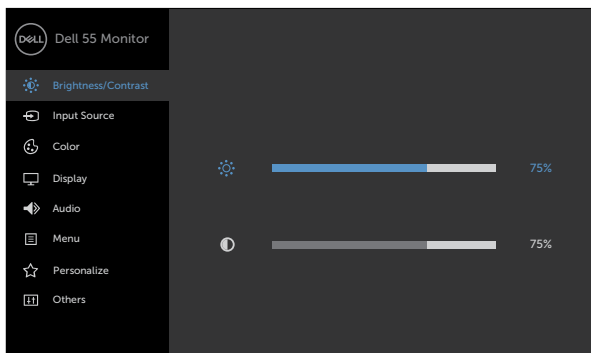 DELL Dell 55 Monitor
Brightness/Contrast
Input Source
Color
Display
Audio
Menu
Personalize
Others
75%
75%